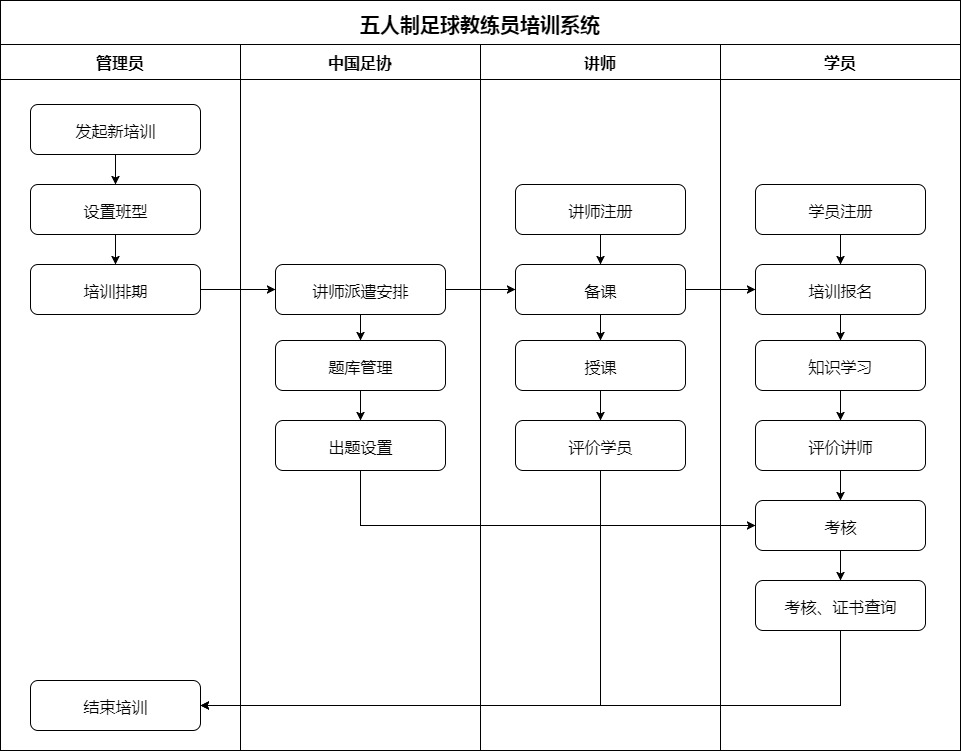 五人制足球教练员培训系统
管理员
中国足协
讲师
学员
发起新培训
设置班型
讲师注册
学员注册
培训排期
讲师派遣安排
备课
培训报名
题库管理
授课
知识学习
出题设置
评价学员
评价讲师
考核
考核、证书查询
结束培训